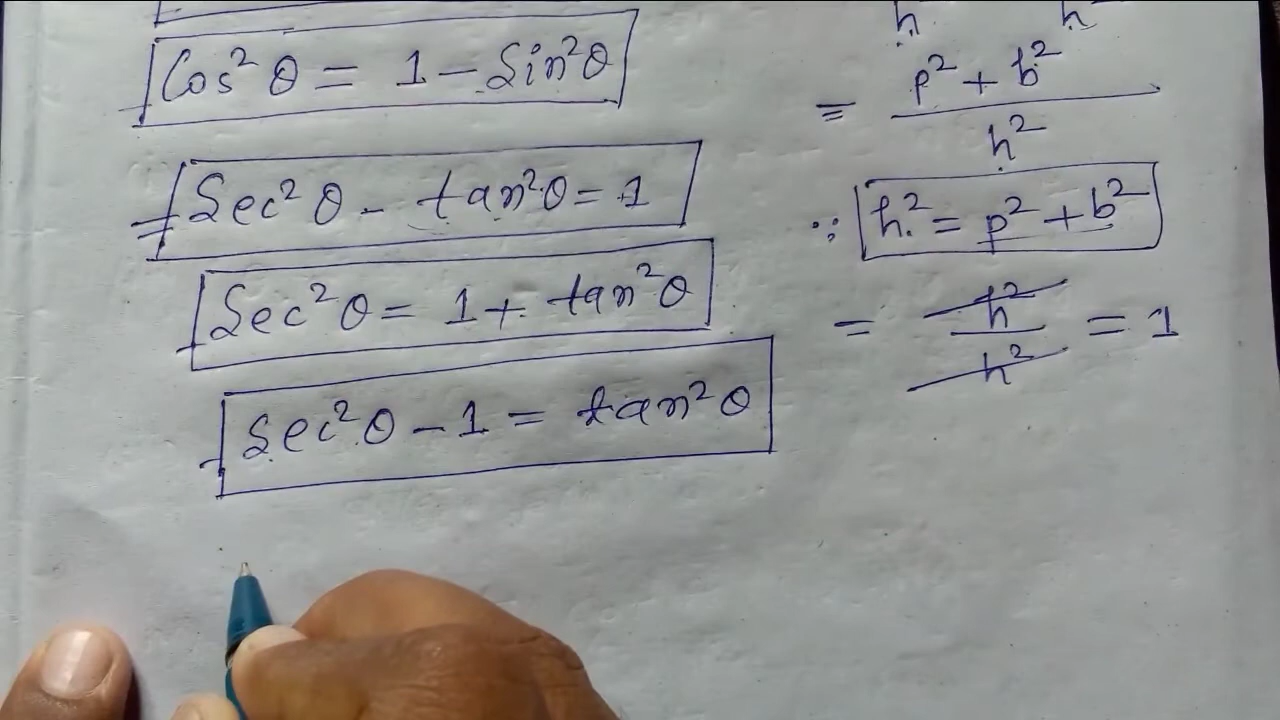 Cos²θ = 1 - Sin²θ
Sec²θ - tan²θ = 1
Sec²θ = 1 + tan²θ
Sec²θ - 1 = tan²θ
h h
= p² + b²
h²
∵ h² = p² + b²
= h² = 1
h²